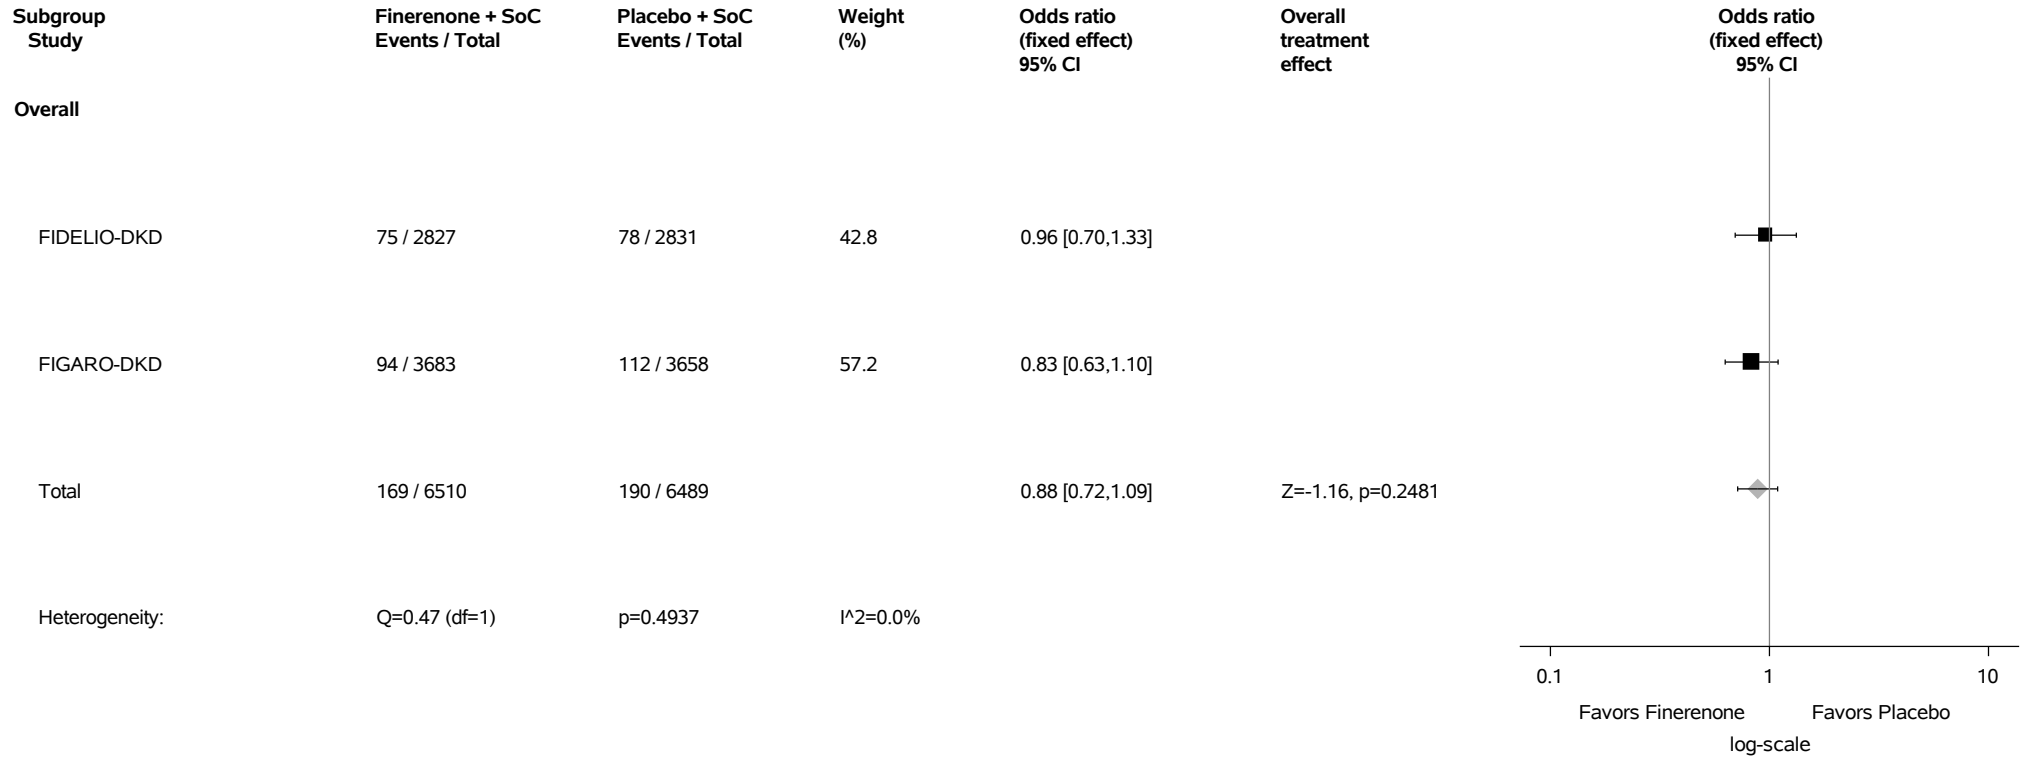 Subgroup Finerenone + SoC Placebo + SoC Weight Odds ratio Overall Odds ratio
Study Events / Total Events / Total (%) (fixed effect) treatment (fixed effect)
95% CI effect 95% CI
Overall
FIDELIO-DKD 75 / 2827 78 / 2831 42.8 0.96 [0.70,1.33]
FIGARO-DKD 94 / 3683 112 / 3658 57.2 0.83 [0.63,1.10]
Total 169 / 6510 190 / 6489 0.88 [0.72,1.09] Z=-1.16, p=0.2481
Heterogeneity: Q=0.47 (df=1) p=0.4937 I^2=0.0%
0.1 1 10
Favors Finerenone Favors Placebo
log-scale